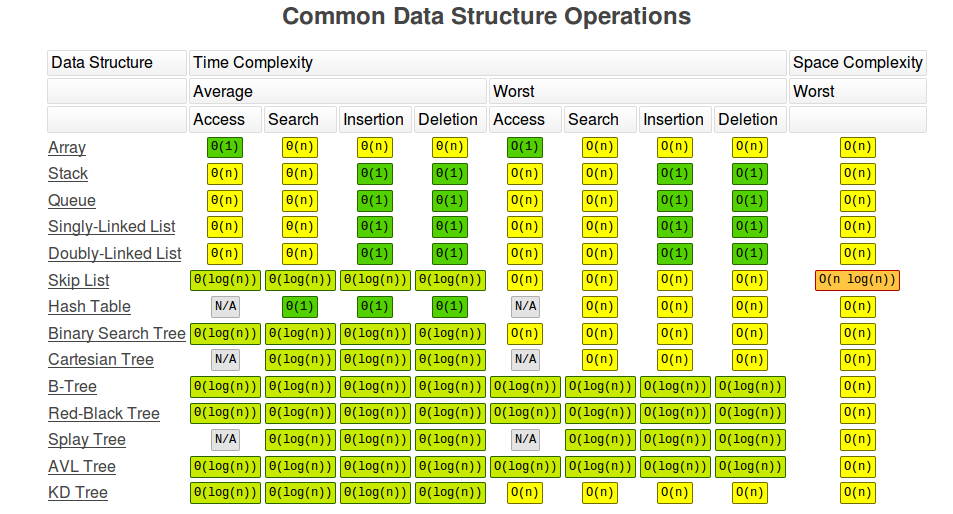 Common Data Structure Operations
Data Structure Time Complexity Space Complexity
Average Worst Worst
Access Search Insertion Deletion Access Search Insertion Deletion
Array Θ(1) Θ(n) Θ(n) Θ(n) O(1) O(n) O(n) O(n) O(n)
Stack Θ(n) Θ(n) Θ(1) Θ(1) O(n) O(n) O(1) O(1) O(n)
Queue Θ(n) Θ(n) Θ(1) Θ(1) O(n) O(n) O(1) O(1) O(n)
Singly-Linked List Θ(n) Θ(n) Θ(1) Θ(1) O(n) O(n) O(1) O(1) O(n)
Doubly-Linked List Θ(n) Θ(n) Θ(1) Θ(1) O(n) O(n) O(1) O(1) O(n)
Skip List Θ(log(n)) Θ(log(n)) Θ(log(n)) Θ(log(n)) O(n) O(n) O(n) O(n) O(n log(n))
Hash Table N/A Θ(1) Θ(1) Θ(1) N/A O(n) O(n) O(n) O(n)
Binary Search Tree Θ(log(n)) Θ(log(n)) Θ(log(n)) Θ(log(n)) O(n) O(n) O(n) O(n) O(n)
Cartesian Tree N/A Θ(log(n)) Θ(log(n)) Θ(log(n)) N/A O(n) O(n) O(n) O(n)
B-Tree Θ(log(n)) Θ(log(n)) Θ(log(n)) Θ(log(n)) O(log(n)) O(log(n)) O(log(n)) O(log(n)) O(n)
Red-Black Tree Θ(log(n)) Θ(log(n)) Θ(log(n)) Θ(log(n)) O(log(n)) O(log(n)) O(log(n)) O(log(n)) O(n)
Splay Tree N/A Θ(log(n)) Θ(log(n)) Θ(log(n)) N/A O(log(n)) O(log(n)) O(log(n)) O(n)
AVL Tree Θ(log(n)) Θ(log(n)) Θ(log(n)) Θ(log(n)) O(log(n)) O(log(n)) O(log(n)) O(log(n)) O(n)
KD Tree Θ(log(n)) Θ(log(n)) Θ(log(n)) Θ(log(n)) O(n) O(n) O(n) O(n) O(n)